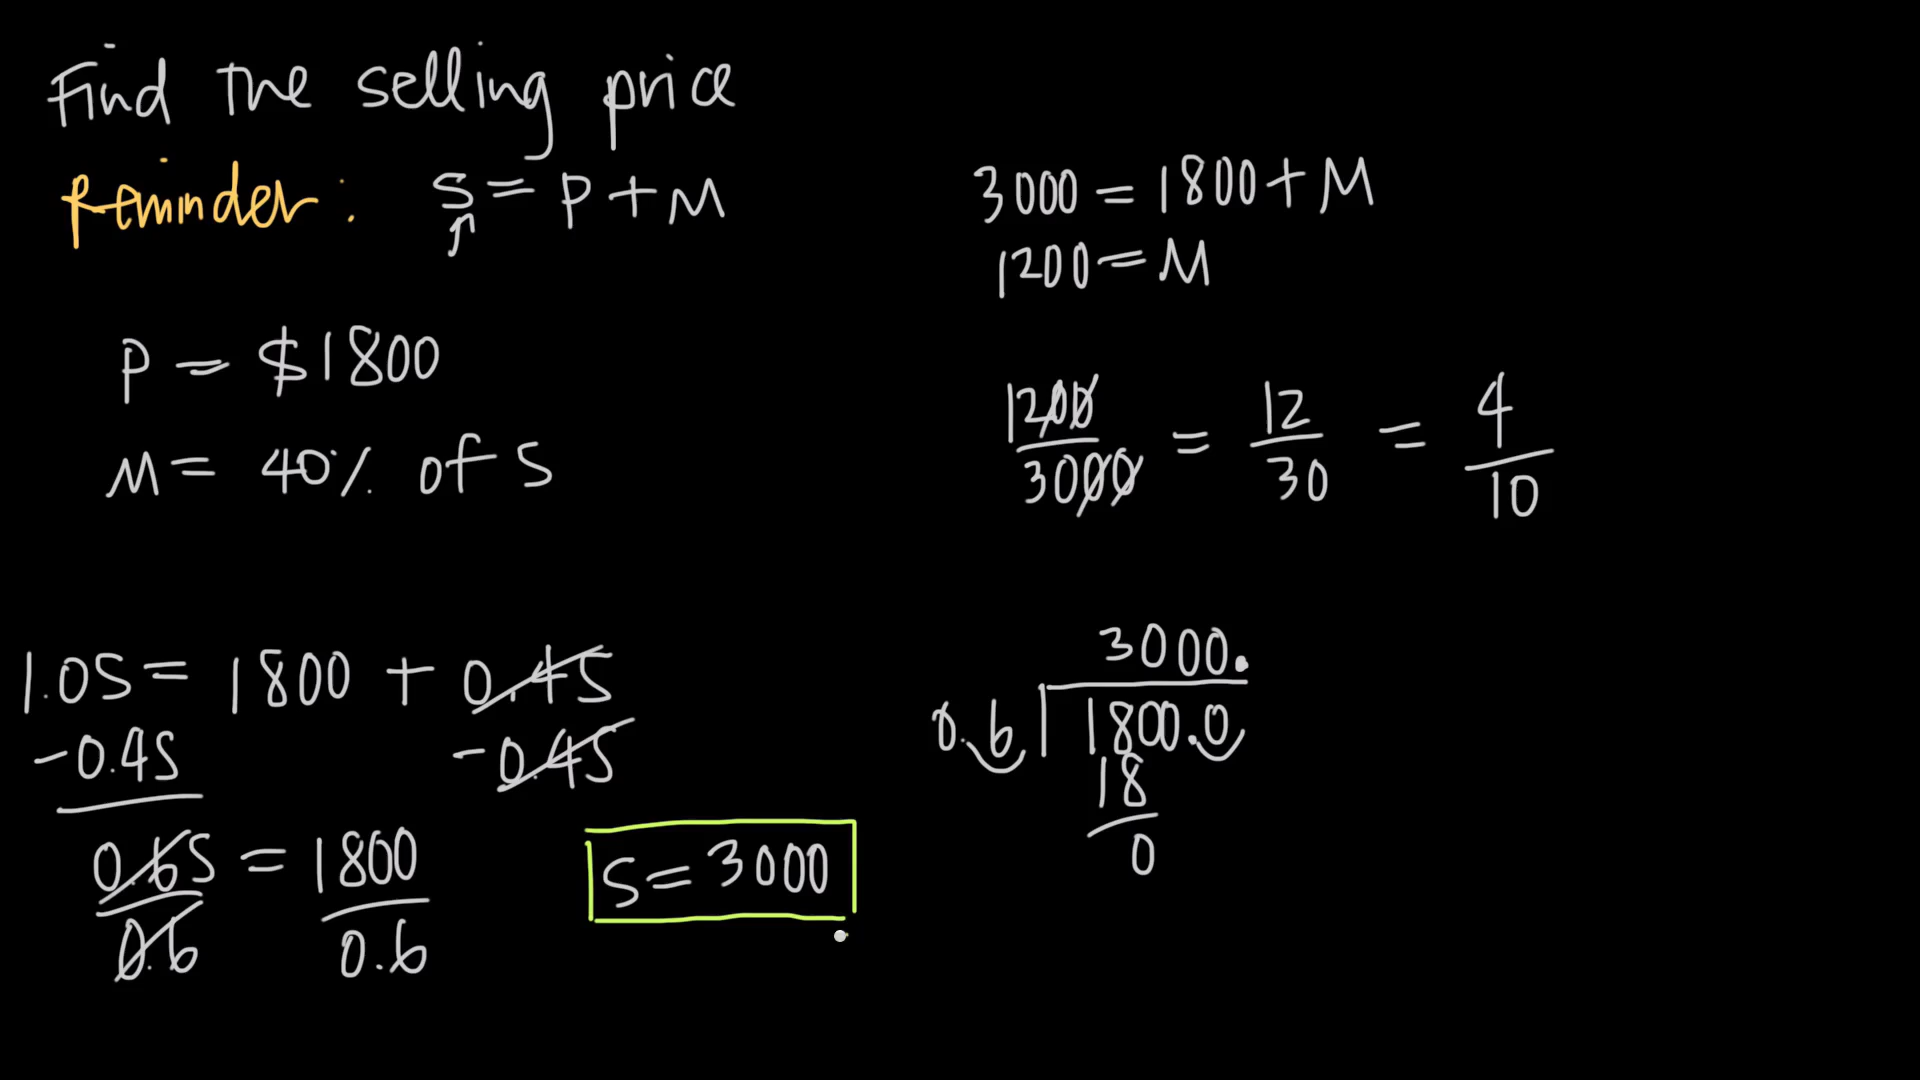 Find the selling price
Reminder: S = P + M
P = $1800
M = 40% of S
1.0S = 1800 + 0.4S
-0.4S -0.4S
0.6S = 1800
0.6 0.6
S = 3000
3000 = 1800 + M
1200 = M
1200/3000 = 12/30 = 4/10
3000.
0.6 1800.0
18
0